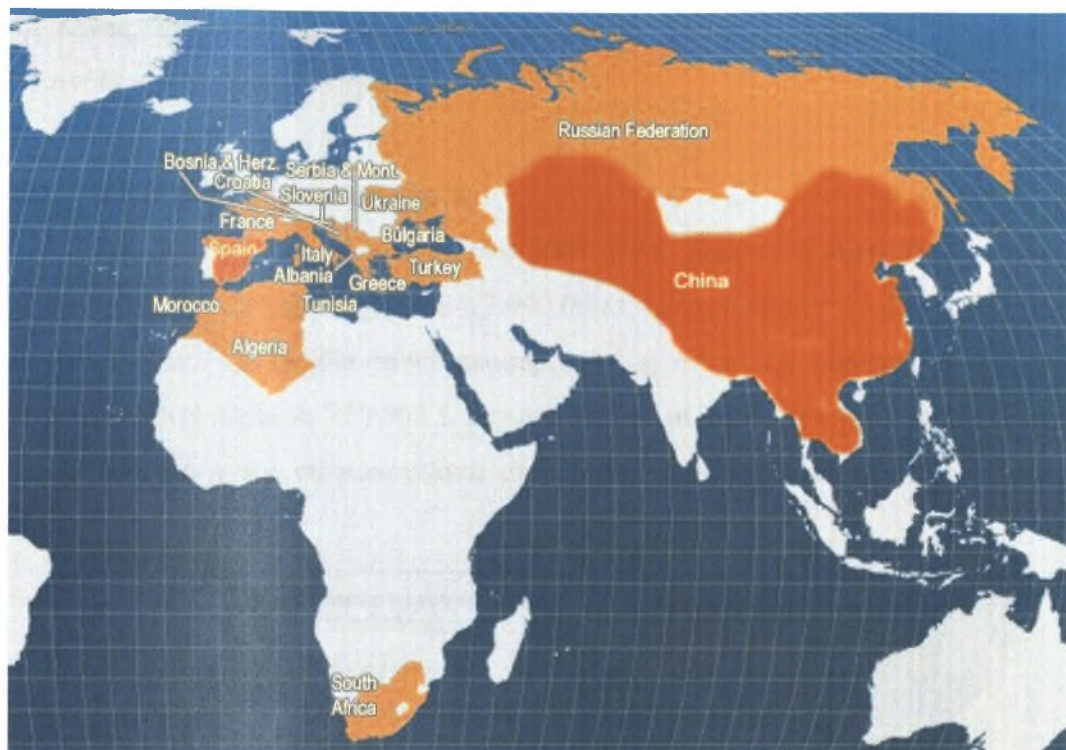 Russian Federation
Bosnia & Herz.
Serbia & Mont.
Croatia
Slovenia
Ukraine
France
Bulgaria
Spain
Italy
Turkey
Albania
Greece
China
Morocco
Tunisia
Algeria
South
Africa